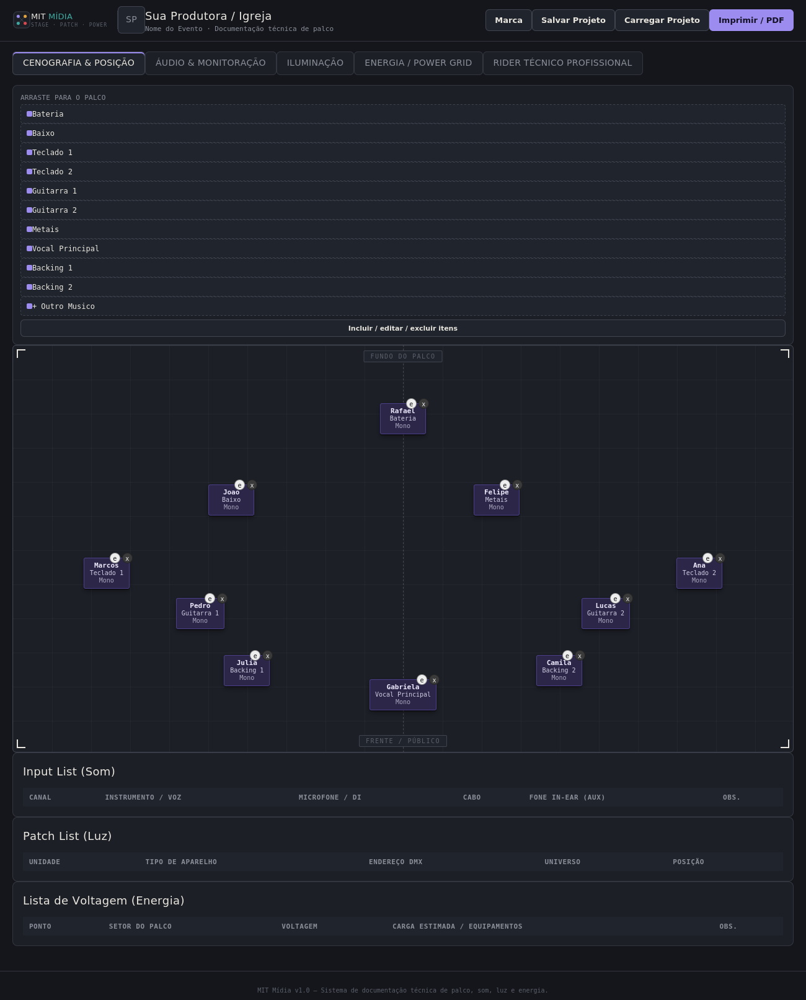 MIT MÍDIA
STAGE · PATCH · POWER
SP
Sua Produtora / Igreja
Nome do Evento · Documentação técnica de palco
Marca
Salvar Projeto
Carregar Projeto
Imprimir / PDF
CENOGRAFIA & POSIÇÃO
ÁUDIO & MONITORAÇÃO
ILUMINAÇÃO
ENERGIA / POWER GRID
RIDER TÉCNICO PROFISSIONAL
ARRASTE PARA O PALCO
Bateria
Baixo
Teclado 1
Teclado 2
Guitarra 1
Guitarra 2
Metais
Vocal Principal
Backing 1
Backing 2
+ Outro Musico
Incluir / editar / excluir itens
FUNDO DO PALCO
e x
Rafael
Bateria
Mono
e x
Joao
Baixo
Mono
e x
Felipe
Metais
Mono
e x
Marcos
Teclado 1
Mono
e x
Ana
Teclado 2
Mono
e x
Pedro
Guitarra 1
Mono
e x
Lucas
Guitarra 2
Mono
e x
Julia
Backing 1
Mono
e x
Camila
Backing 2
Mono
e x
Gabriela
Vocal Principal
Mono
FRENTE / PÚBLICO
Input List (Som)
CANAL INSTRUMENTO / VOZ MICROFONE / DI CABO FONE IN-EAR (AUX) OBS.
Patch List (Luz)
UNIDADE TIPO DE APARELHO ENDEREÇO DMX UNIVERSO POSIÇÃO
Lista de Voltagem (Energia)
PONTO SETOR DO PALCO VOLTAGEM CARGA ESTIMADA / EQUIPAMENTOS OBS.
MIT Mídia v1.0 — Sistema de documentação técnica de palco, som, luz e energia.